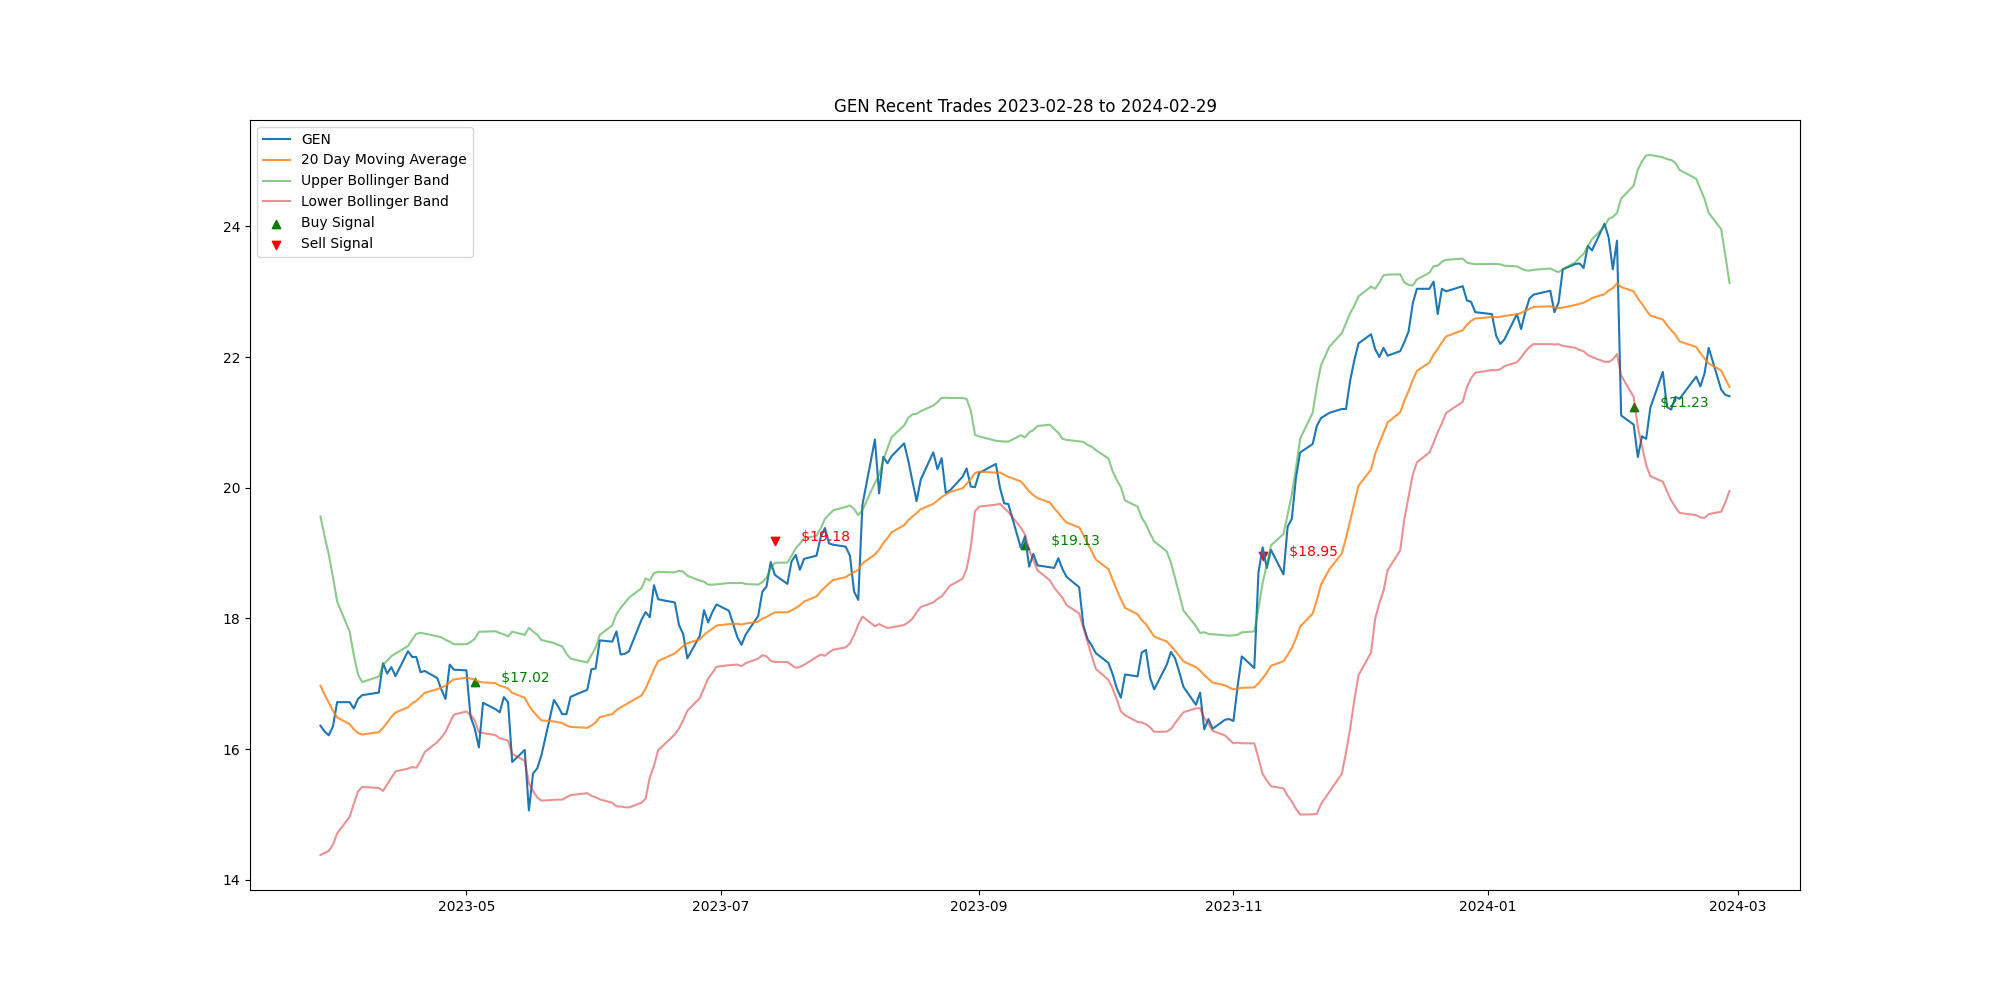 GEN Recent Trades 2023-02-28 to 2024-02-29
GEN
20 Day Moving Average
Upper Bollinger Band
Lower Bollinger Band
Buy Signal
Sell Signal
24
22
20
18
16
14
$17.02
$19.18
$19.13
$18.95
$21.23
2023-05
2023-07
2023-09
2023-11
2024-01
2024-03